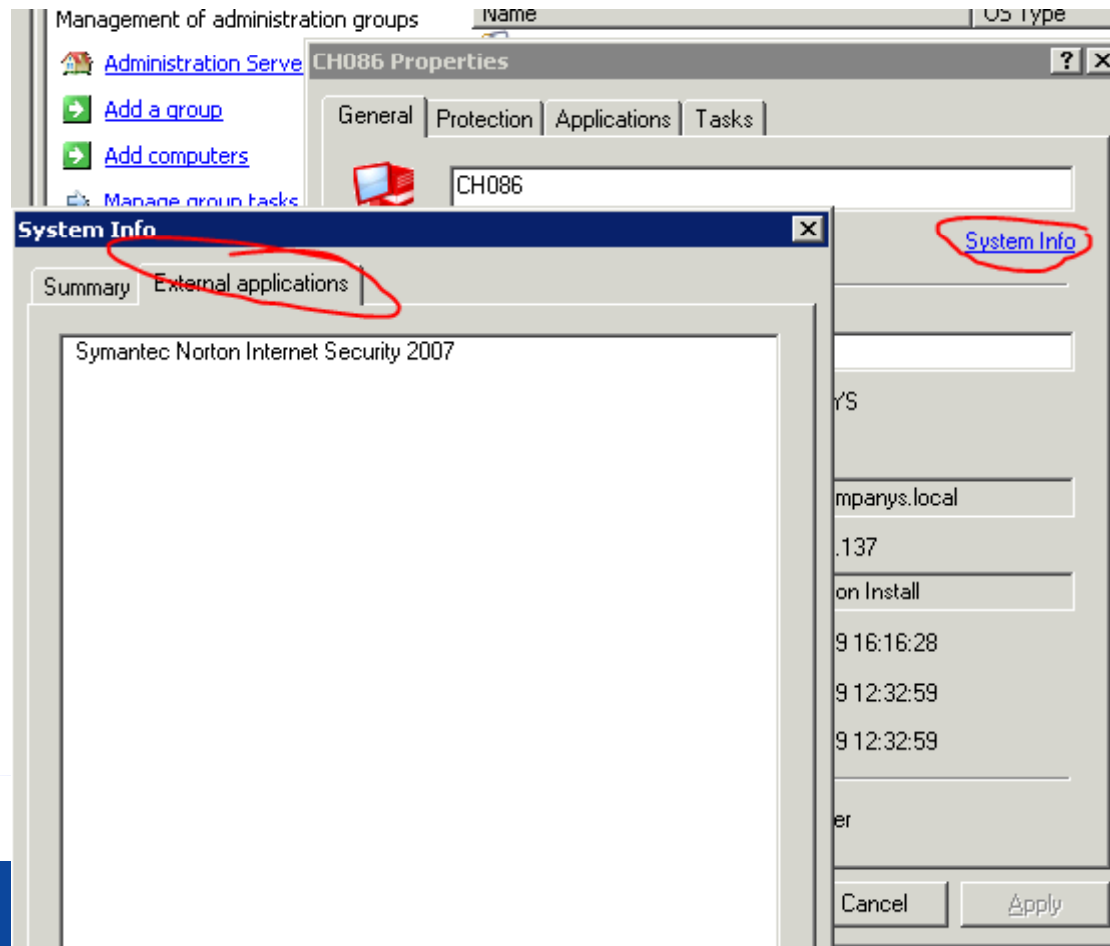 Management of administration groups
Name
OS Type
Administration Serve
CH086 Properties
Add a group
General
Protection
Applications
Tasks
Add computers
Manage group tasks
CH086
System Info
System Info
Summary
External applications
Symantec Norton Internet Security 2007
Y'S
mpanys.local
.137
on Install
9 16:16:28
9 12:32:59
9 12:32:59
er
Cancel
Apply